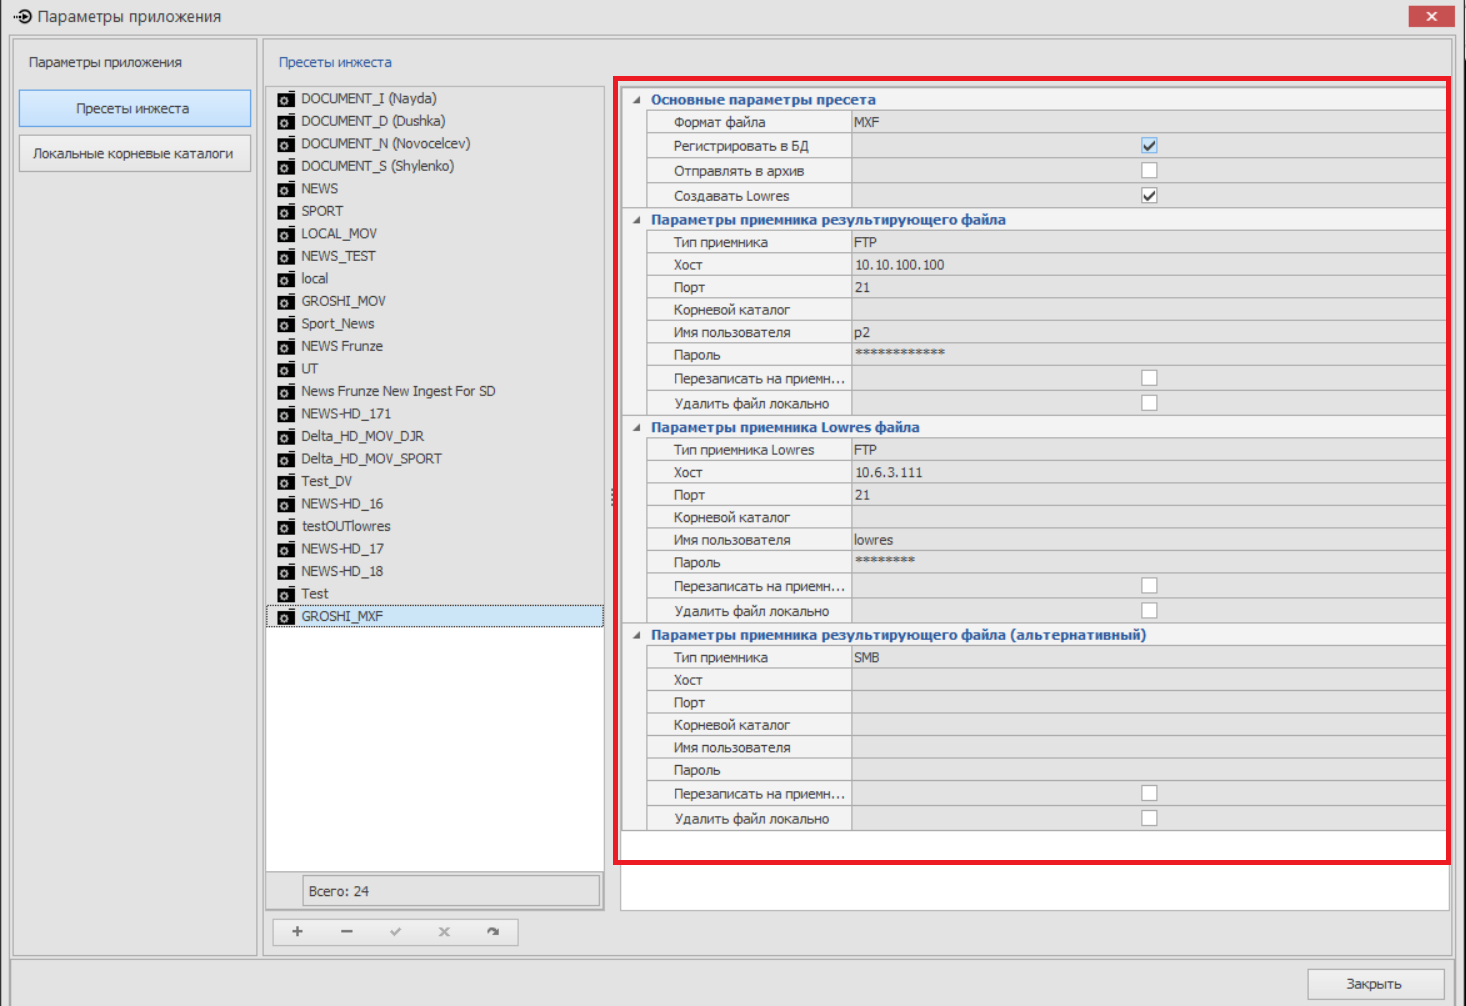 Параметры приложения
Параметры приложения
Пресеты инжеста
Локальные корневые каталоги
Пресеты инжеста
DOCUMENT_I (Nayda)
DOCUMENT_D (Dushka)
DOCUMENT_N (Novocelcev)
DOCUMENT_S (Shylenko)
NEWS
SPORT
LOCAL_MOV
NEWS_TEST
local
GROSHI_MOV
Sport_News
NEWS Frunze
UT
News Frunze New Ingest For SD
NEWS-HD_171
Delta_HD_MOV_DJR
Delta_HD_MOV_SPORT
Test_DV
NEWS-HD_16
testOUTlowres
NEWS-HD_17
NEWS-HD_18
Test
GROSHI_MXF
Всего: 24
Основные параметры пресета
Формат файла MXF
Регистрировать в БД
Отправлять в архив
Создавать Lowres
Параметры приемника результирующего файла
Тип приемника FTP
Хост 10.10.100.100
Порт 21
Корневой каталог
Имя пользователя p2
Пароль ************
Перезаписать на приемн...
Удалить файл локально
Параметры приемника Lowres файла
Тип приемника Lowres FTP
Хост 10.6.3.111
Порт 21
Корневой каталог
Имя пользователя lowres
Пароль ********
Перезаписать на приемн...
Удалить файл локально
Параметры приемника результирующего файла (альтернативный)
Тип приемника SMB
Хост
Порт
Корневой каталог
Имя пользователя
Пароль
Перезаписать на приемн...
Удалить файл локально
Закрыть